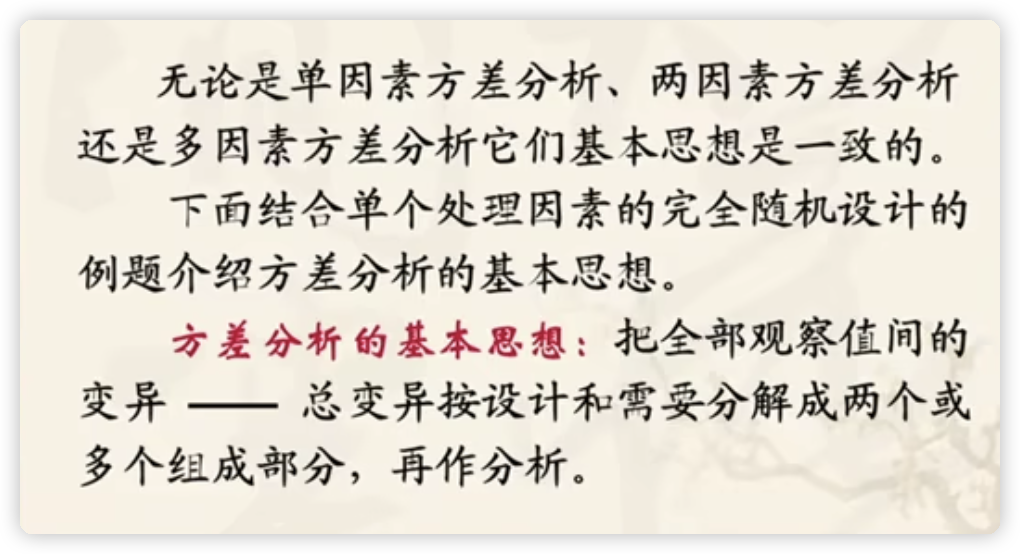 无论是单因素方差分析、两因素方差分析
还是多因素方差分析它们基本思想是一致的。
下面结合单个处理因素的完全随机设计的
例题介绍方差分析的基本思想。
方差分析的基本思想：把全部观察值间的
变异 —— 总变异按设计和需要分解成两个或
多个组成部分，再作分析。